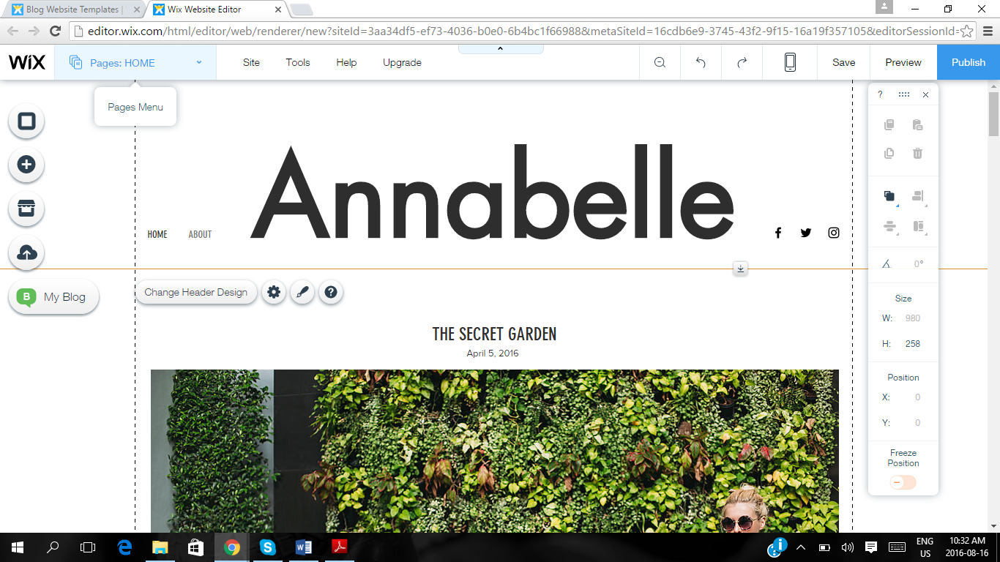 Blog Website Templates |
Wix Website Editor
editor.wix.com/html/editor/web/renderer/new?siteId=3aa34df5-ef73-4036-b0e0-6b4bc1f66988&metaSiteId=16cdb6e9-3745-43f2-9f15-16a19f357105&editorSessionId=
WiX
Pages: HOME
Site
Tools
Help
Upgrade
Save
Preview
Publish
Pages Menu
?
Annabelle
HOME
ABOUT
0°
Change Header Design
?
B
My Blog
Size
W: 980
H: 258
THE SECRET GARDEN
April 5, 2016
Position
X: 0
Y: 0
Freeze
Position
ENG
US
10:32 AM
2016-08-16